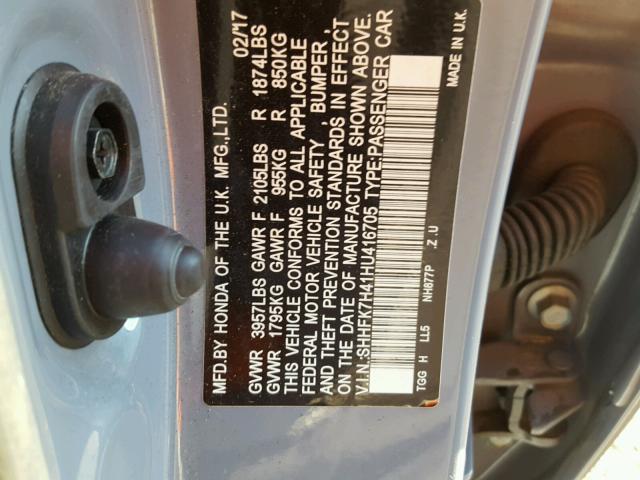 MFD.BY HONDA OF THE U.K. MFG.,LTD. 02/17
GVWR 3957LBS GAWR F 2105LBS R 1874LBS
GVWR 1795KG GAWR F 955KG R 850KG
THIS VEHICLE CONFORMS TO ALL APPLICABLE
FEDERAL MOTOR VEHICLE SAFETY, BUMPER,
AND THEFT PREVENTION STANDARDS IN EFFECT
ON THE DATE OF MANUFACTURE SHOWN ABOVE.
V.I.N.:SHHFK7H41HU416705 TYPE:PASSENGER CAR
TGG H LL5 NH677P .Z.U MADE IN U.K.